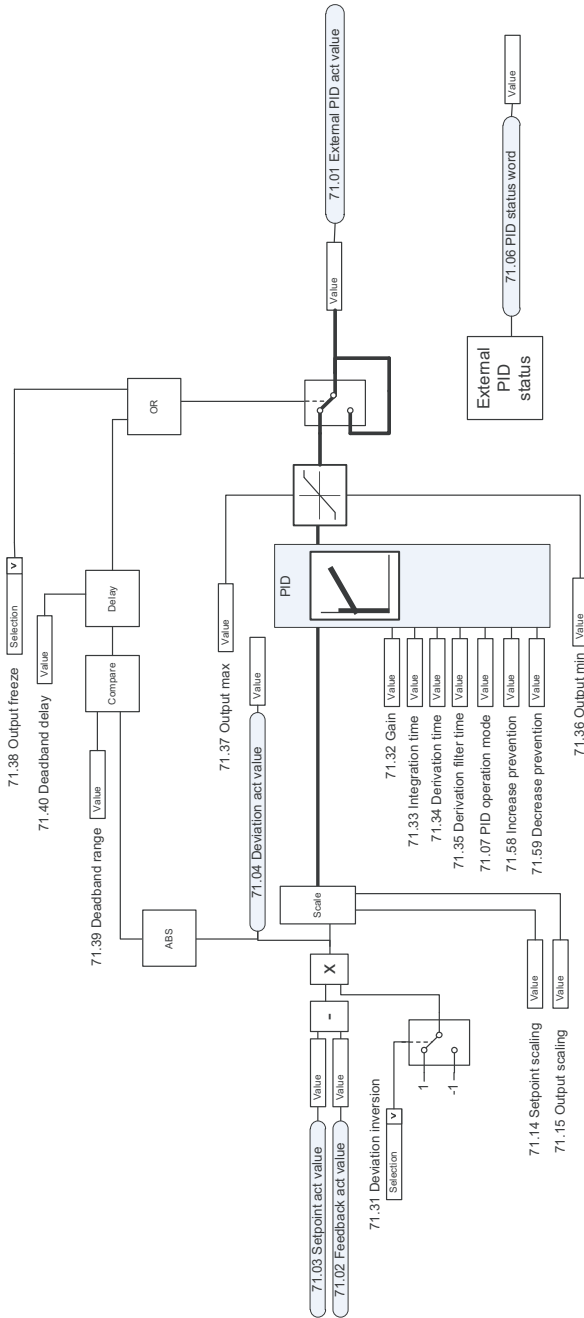 71.03 Setpoint act value
Value
71.02 Feedback act value
Value
-
X
71.31 Deviation inversion
Selection
v
1
-1
71.14 Setpoint scaling
Value
71.15 Output scaling
Value
Scale
ABS
71.04 Deviation act value
Value
71.39 Deadband range
Value
Compare
71.40 Deadband delay
Value
Delay
71.38 Output freeze
Selection
v
OR
71.37 Output max
Value
PID
71.32 Gain
Value
71.33 Integration time
Value
71.34 Derivation time
Value
71.35 Derivation filter time
Value
71.07 PID operation mode
Value
71.58 Increase prevention
Value
71.59 Decrease prevention
Value
71.36 Output min
Value
Value
71.01 External PID act value
External
PID
status
71.06 PID status word
Value